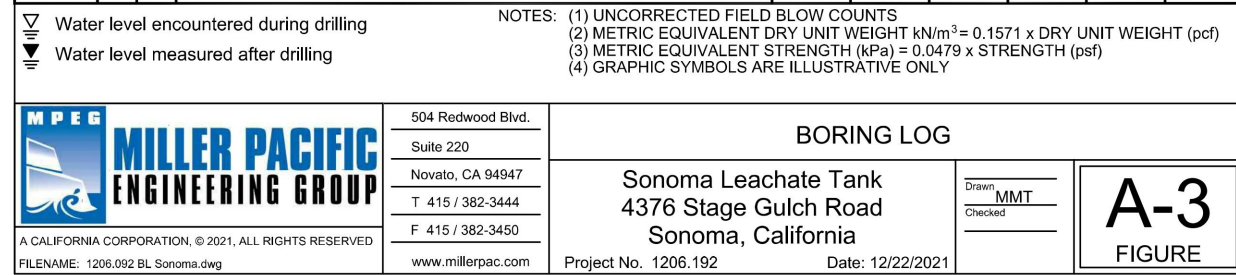 Water level encountered during drilling
Water level measured after drilling
NOTES: (1) UNCORRECTED FIELD BLOW COUNTS
(2) METRIC EQUIVALENT DRY UNIT WEIGHT kN/m³= 0.1571 x DRY UNIT WEIGHT (pcf)
(3) METRIC EQUIVALENT STRENGTH (kPa) = 0.0479 x STRENGTH (psf)
(4) GRAPHIC SYMBOLS ARE ILLUSTRATIVE ONLY
MPEG
MILLER PACIFIC
ENGINEERING GROUP
A CALIFORNIA CORPORATION, © 2021, ALL RIGHTS RESERVED
FILENAME: 1206.092 BL Sonoma.dwg
504 Redwood Blvd.
Suite 220
Novato, CA 94947
T 415 / 382-3444
F 415 / 382-3450
www.millerpac.com
BORING LOG
Sonoma Leachate Tank
4376 Stage Gulch Road
Sonoma, California
Project No. 1206.192 Date: 12/22/2021
Drawn
MMT
Checked
A-3
FIGURE